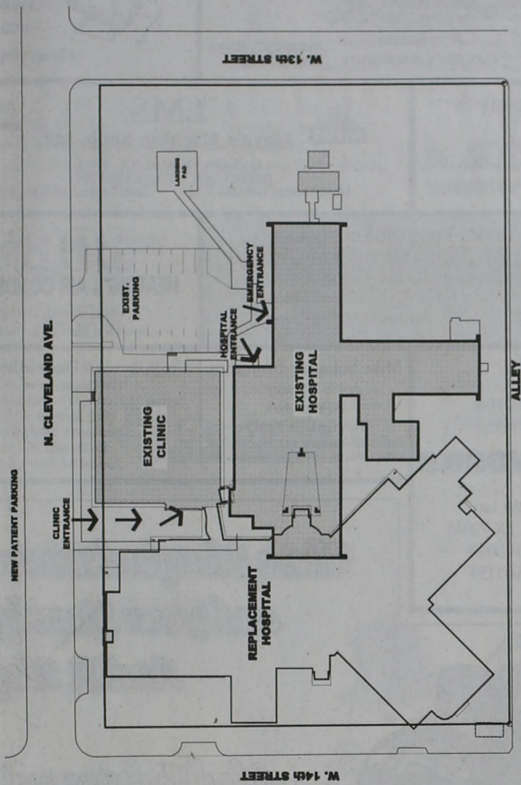 W. 13th STREET
LANDING
PAD
EXIST.
PARKING
EMERGENCY
ENTRANCE
HOSPITAL
ENTRANCE
N. CLEVELAND AVE.
NEW PATIENT PARKING
EXISTING
CLINIC
EXISTING
HOSPITAL
CLINIC
ENTRANCE
REPLACEMENT
HOSPITAL
ALLEY
W. 14th STREET